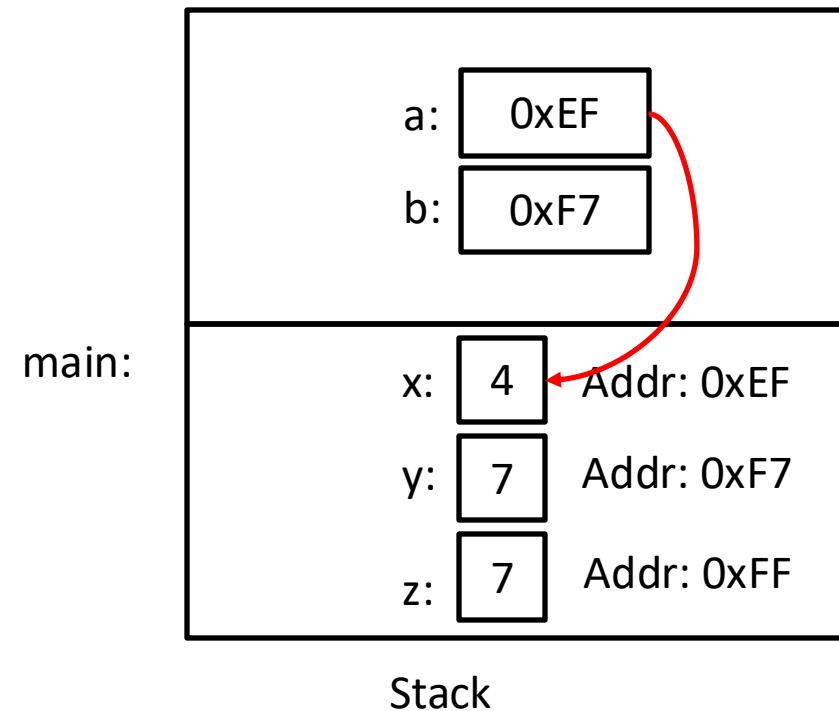 a: 0xEF
b: 0xF7
main:
x: 4 Addr: 0xEF
y: 7 Addr: 0xF7
z: 7 Addr: 0xFF
Stack